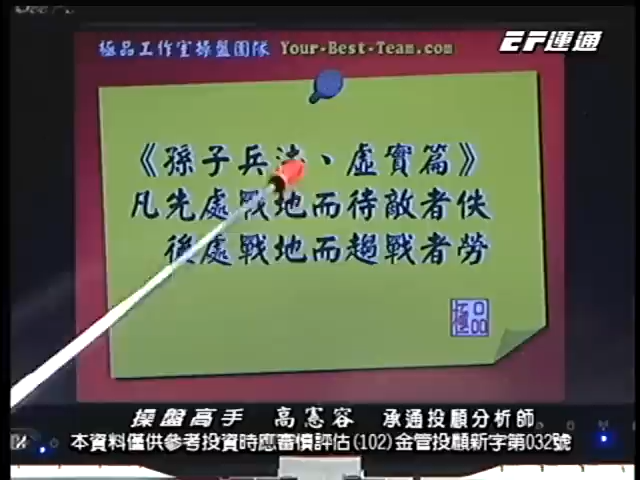 極品工作室操盤團隊 Your-Best-Team.com
EF運通
《孫子兵法、虛實篇》
凡先處戰地而待敵者佚
後處戰地而趨戰者勞
極品
操盤高手 高憲容 承通投顧分析師
本資料僅供參考投資時應審慎評估(102)金管投顧新字第032號